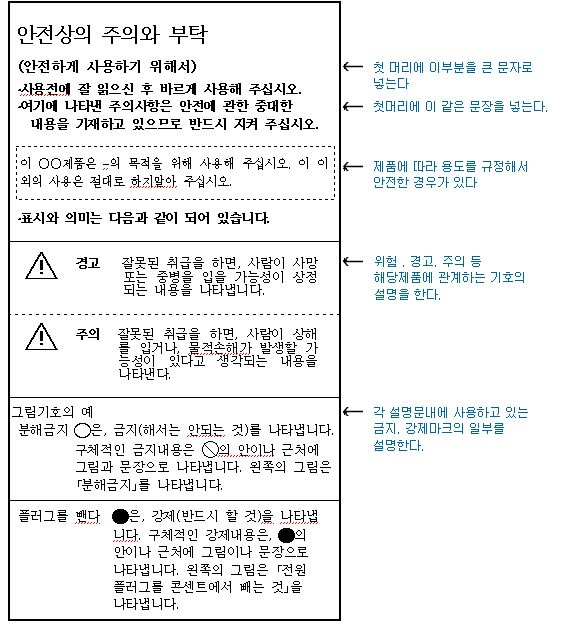 안전상의 주의와 부탁
(안전하게 사용하기 위해서)
·사용전에 잘 읽으신 후 바르게 사용해 주십시오.
·여기에 나타낸 주의사항은 안전에 관한 중대한
내용을 기재하고 있으므로 반드시 지켜 주십시오.
이 ○○제품은 ~의 목적을 위해 사용해 주십시오. 이 이
외의 사용은 절대로 하지말아 주십시오.
·표시와 의미는 다음과 같이 되어 있습니다.
경고 잘못된 취급을 하면, 사람이 사망
또는 중병을 입을 가능성이 상정
되는 내용을 나타냅니다.
주의 잘못된 취급을 하면, 사람이 상해
를 입거나, 물적손해가 발생할 가
능성이 있다고 생각되는 내용을
나타낸다.
그림기호의 예
분해금지 ○은, 금지(해서는 안되는 것)를 나타냅니다.
구체적인 금지내용은 의 안이나 근처에
그림과 문장으로 나타냅니다. 왼쪽의 그림은
「분해금지」를 나타냅니다.
플러그를 뺀다 ●은, 강제(반드시 할 것)을 나타냅
니다. 구체적인 강제내용은, ●의
안이나 근처에 그림이나 문장으로
나타냅니다. 왼쪽의 그림은 「전원
플러그를 콘센트에서 빼는 것」을
나타냅니다.
← 첫 머리에 이부분을 큰 문자로
넣는다
← 첫머리에 이 같은 문장을 넣는다.
← 제품에 따라 용도를 규정해서
안전한 경우가 있다
← 위험 , 경고, 주의 등
해당제품에 관계하는 기호의
설명을 한다.
← 각 설명문내에 사용하고 있는
금지, 강제마크의 일부를
설명한다.